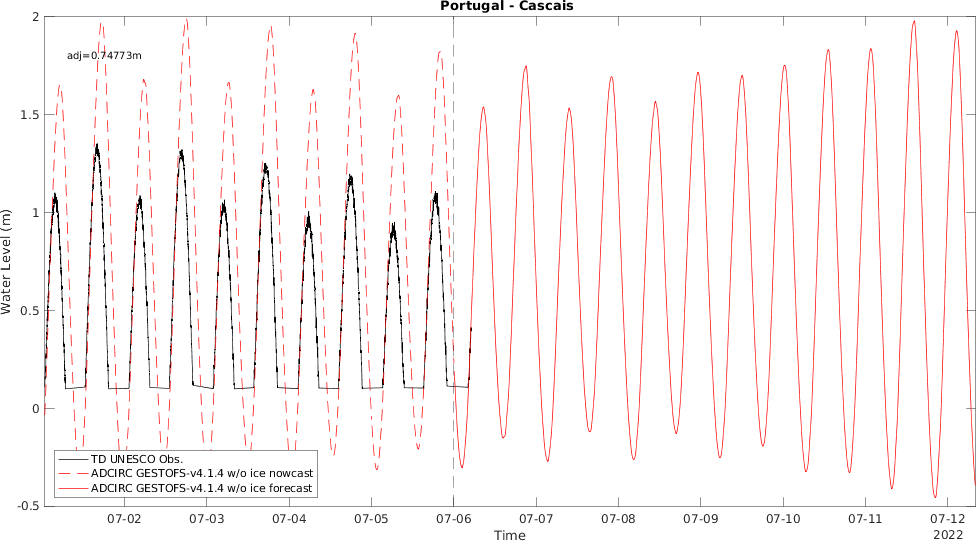 Portugal - Cascais
adj=0.74773m
Water Level (m)
2
1.5
1
0.5
0
-0.5
TD UNESCO Obs.
ADCIRC GESTOFS-v4.1.4 w/o ice nowcast
ADCIRC GESTOFS-v4.1.4 w/o ice forecast
07-02 07-03 07-04 07-05 07-06 07-07 07-08 07-09 07-10 07-11 07-12
Time
2022